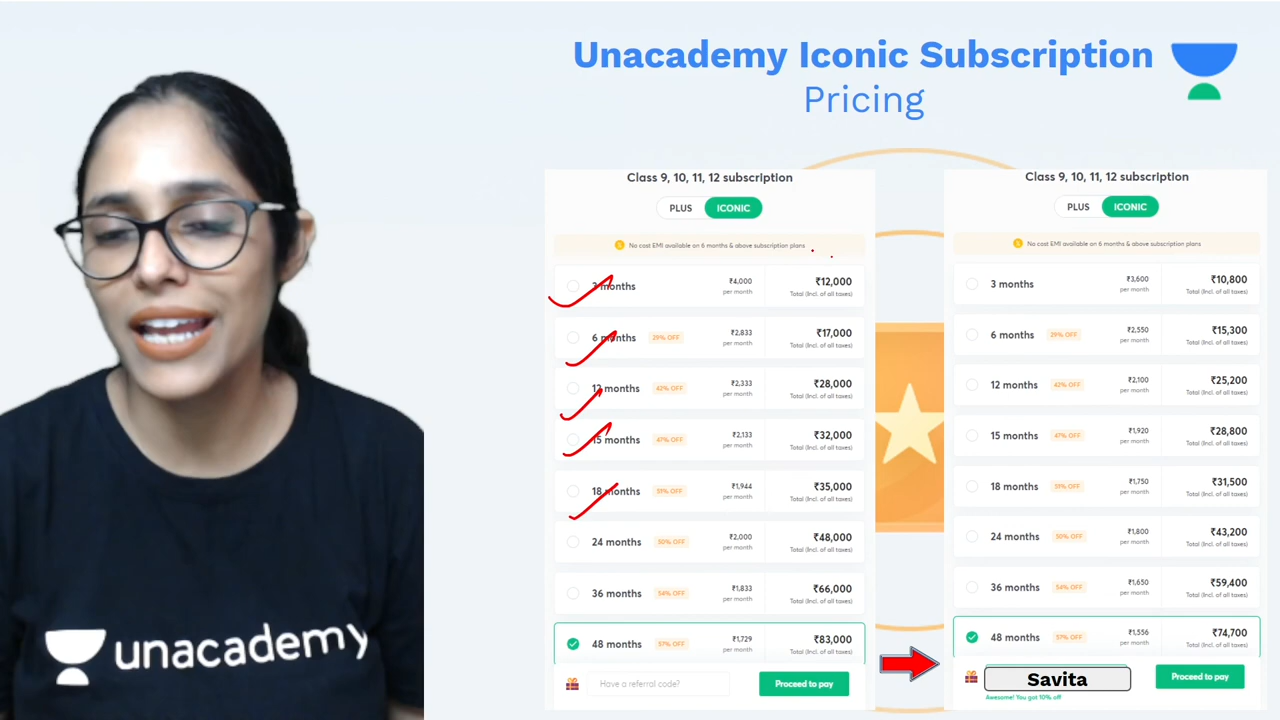 Unacademy Iconic Subscription
Pricing
Class 9, 10, 11, 12 subscription
PLUS ICONIC
No cost EMI available on 6 months & above subscription plans
3 months ₹4,000 per month ₹12,000 Total (Incl. of all taxes)
6 months 29% OFF ₹2,833 per month ₹17,000 Total (Incl. of all taxes)
12 months 42% OFF ₹2,333 per month ₹28,000 Total (Incl. of all taxes)
15 months 47% OFF ₹2,133 per month ₹32,000 Total (Incl. of all taxes)
18 months 51% OFF ₹1,944 per month ₹35,000 Total (Incl. of all taxes)
24 months 50% OFF ₹2,000 per month ₹48,000 Total (Incl. of all taxes)
36 months 54% OFF ₹1,833 per month ₹66,000 Total (Incl. of all taxes)
48 months 57% OFF ₹1,729 per month ₹83,000
Have a referral code? Proceed to pay
Class 9, 10, 11, 12 subscription
PLUS ICONIC
No cost EMI available on 6 months & above subscription plans
3 months ₹3,600 per month ₹10,800 Total (Incl. of all taxes)
6 months 29% OFF ₹2,550 per month ₹15,300 Total (Incl. of all taxes)
12 months 42% OFF ₹2,100 per month ₹25,200 Total (Incl. of all taxes)
15 months 47% OFF ₹1,920 per month ₹28,800 Total (Incl. of all taxes)
18 months 51% OFF ₹1,750 per month ₹31,500 Total (Incl. of all taxes)
24 months 50% OFF ₹1,800 per month ₹43,200 Total (Incl. of all taxes)
36 months 54% OFF ₹1,650 per month ₹59,400 Total (Incl. of all taxes)
48 months 57% OFF ₹1,556 per month ₹74,700 Total (Incl. of all taxes)
Savita Proceed to pay
Awesome! You got 10% off
unacademy